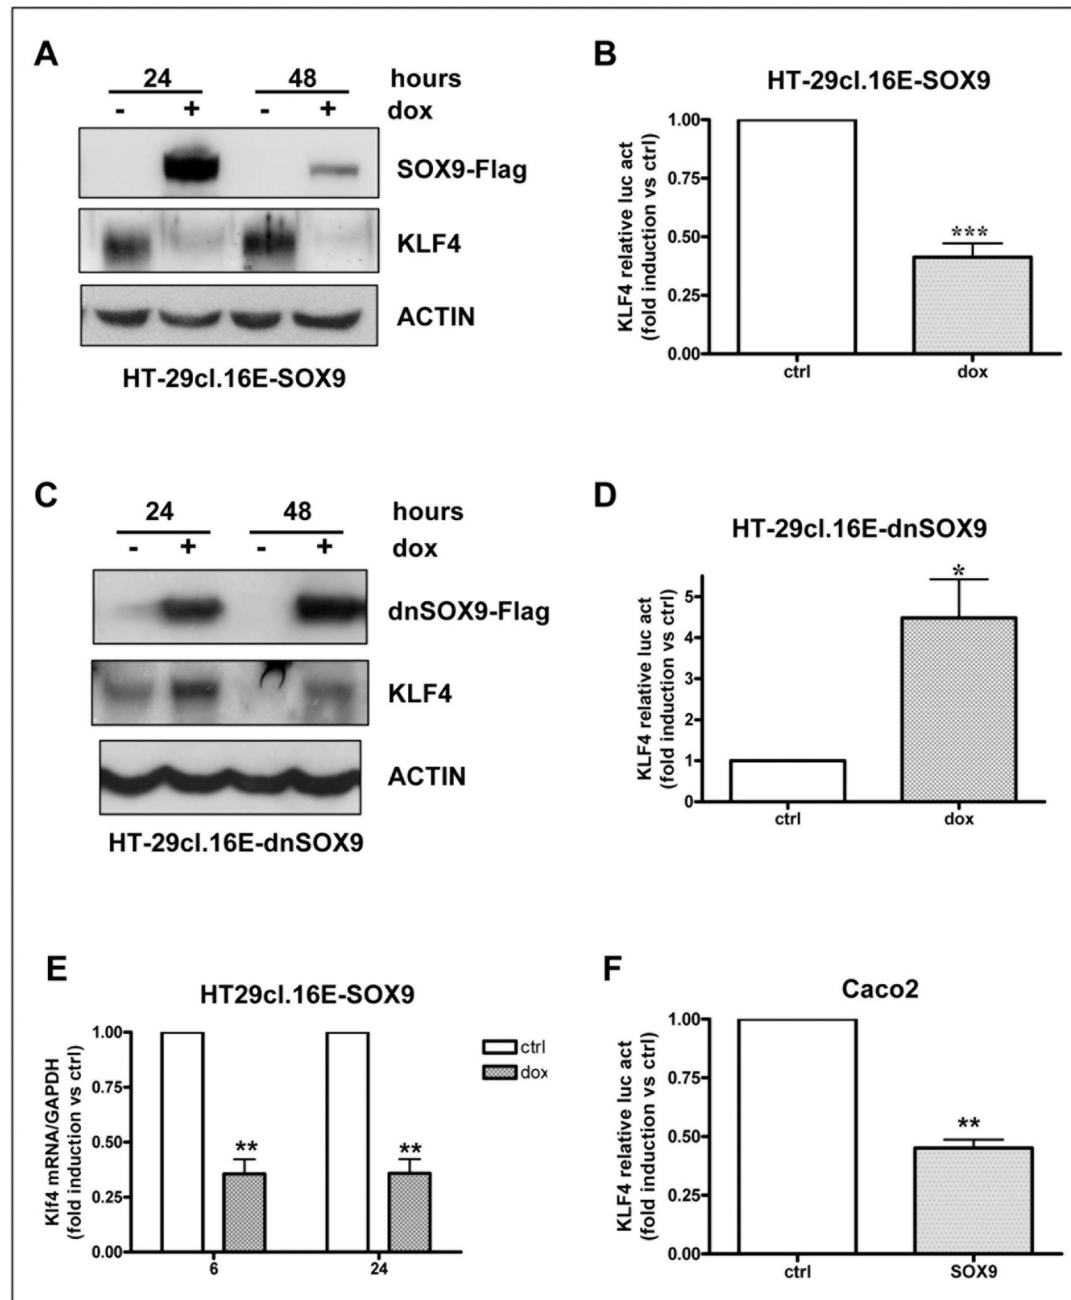 A
24 48 hours
- + - + dox
SOX9-Flag
KLF4
ACTIN
HT-29cl.16E-SOX9
B
HT-29cl.16E-SOX9
KLF4 relative luc act
(fold induction vs ctrl)
1.00
0.75
0.50
0.25
0.00
***
ctrl dox
C
24 48 hours
- + - + dox
dnSOX9-Flag
KLF4
ACTIN
HT-29cl.16E-dnSOX9
D
HT-29cl.16E-dnSOX9
KLF4 relative luc act
(fold induction vs ctrl)
5
4
3
2
1
0
*
ctrl dox
E
HT29cl.16E-SOX9
Klf4 mRNA/GAPDH
(fold induction vs ctrl)
1.00
0.75
0.50
0.25
0.00
** **
6 24
ctrl
dox
F
Caco2
KLF4 relative luc act
(fold induction vs ctrl)
1.00
0.75
0.50
0.25
0.00
**
ctrl SOX9